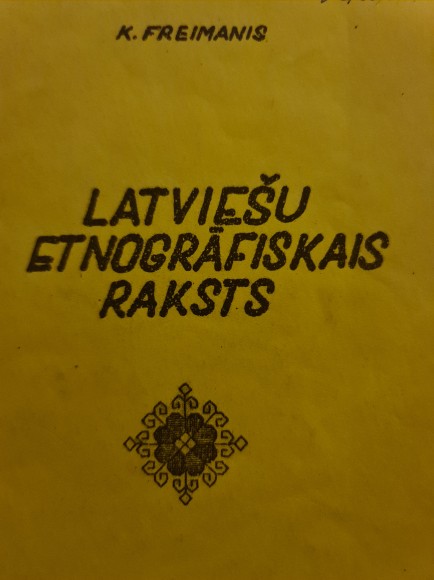 K. FREIMANIS
LATVIEŠU
ETNOGRĀFISKAIS
RAKSTS